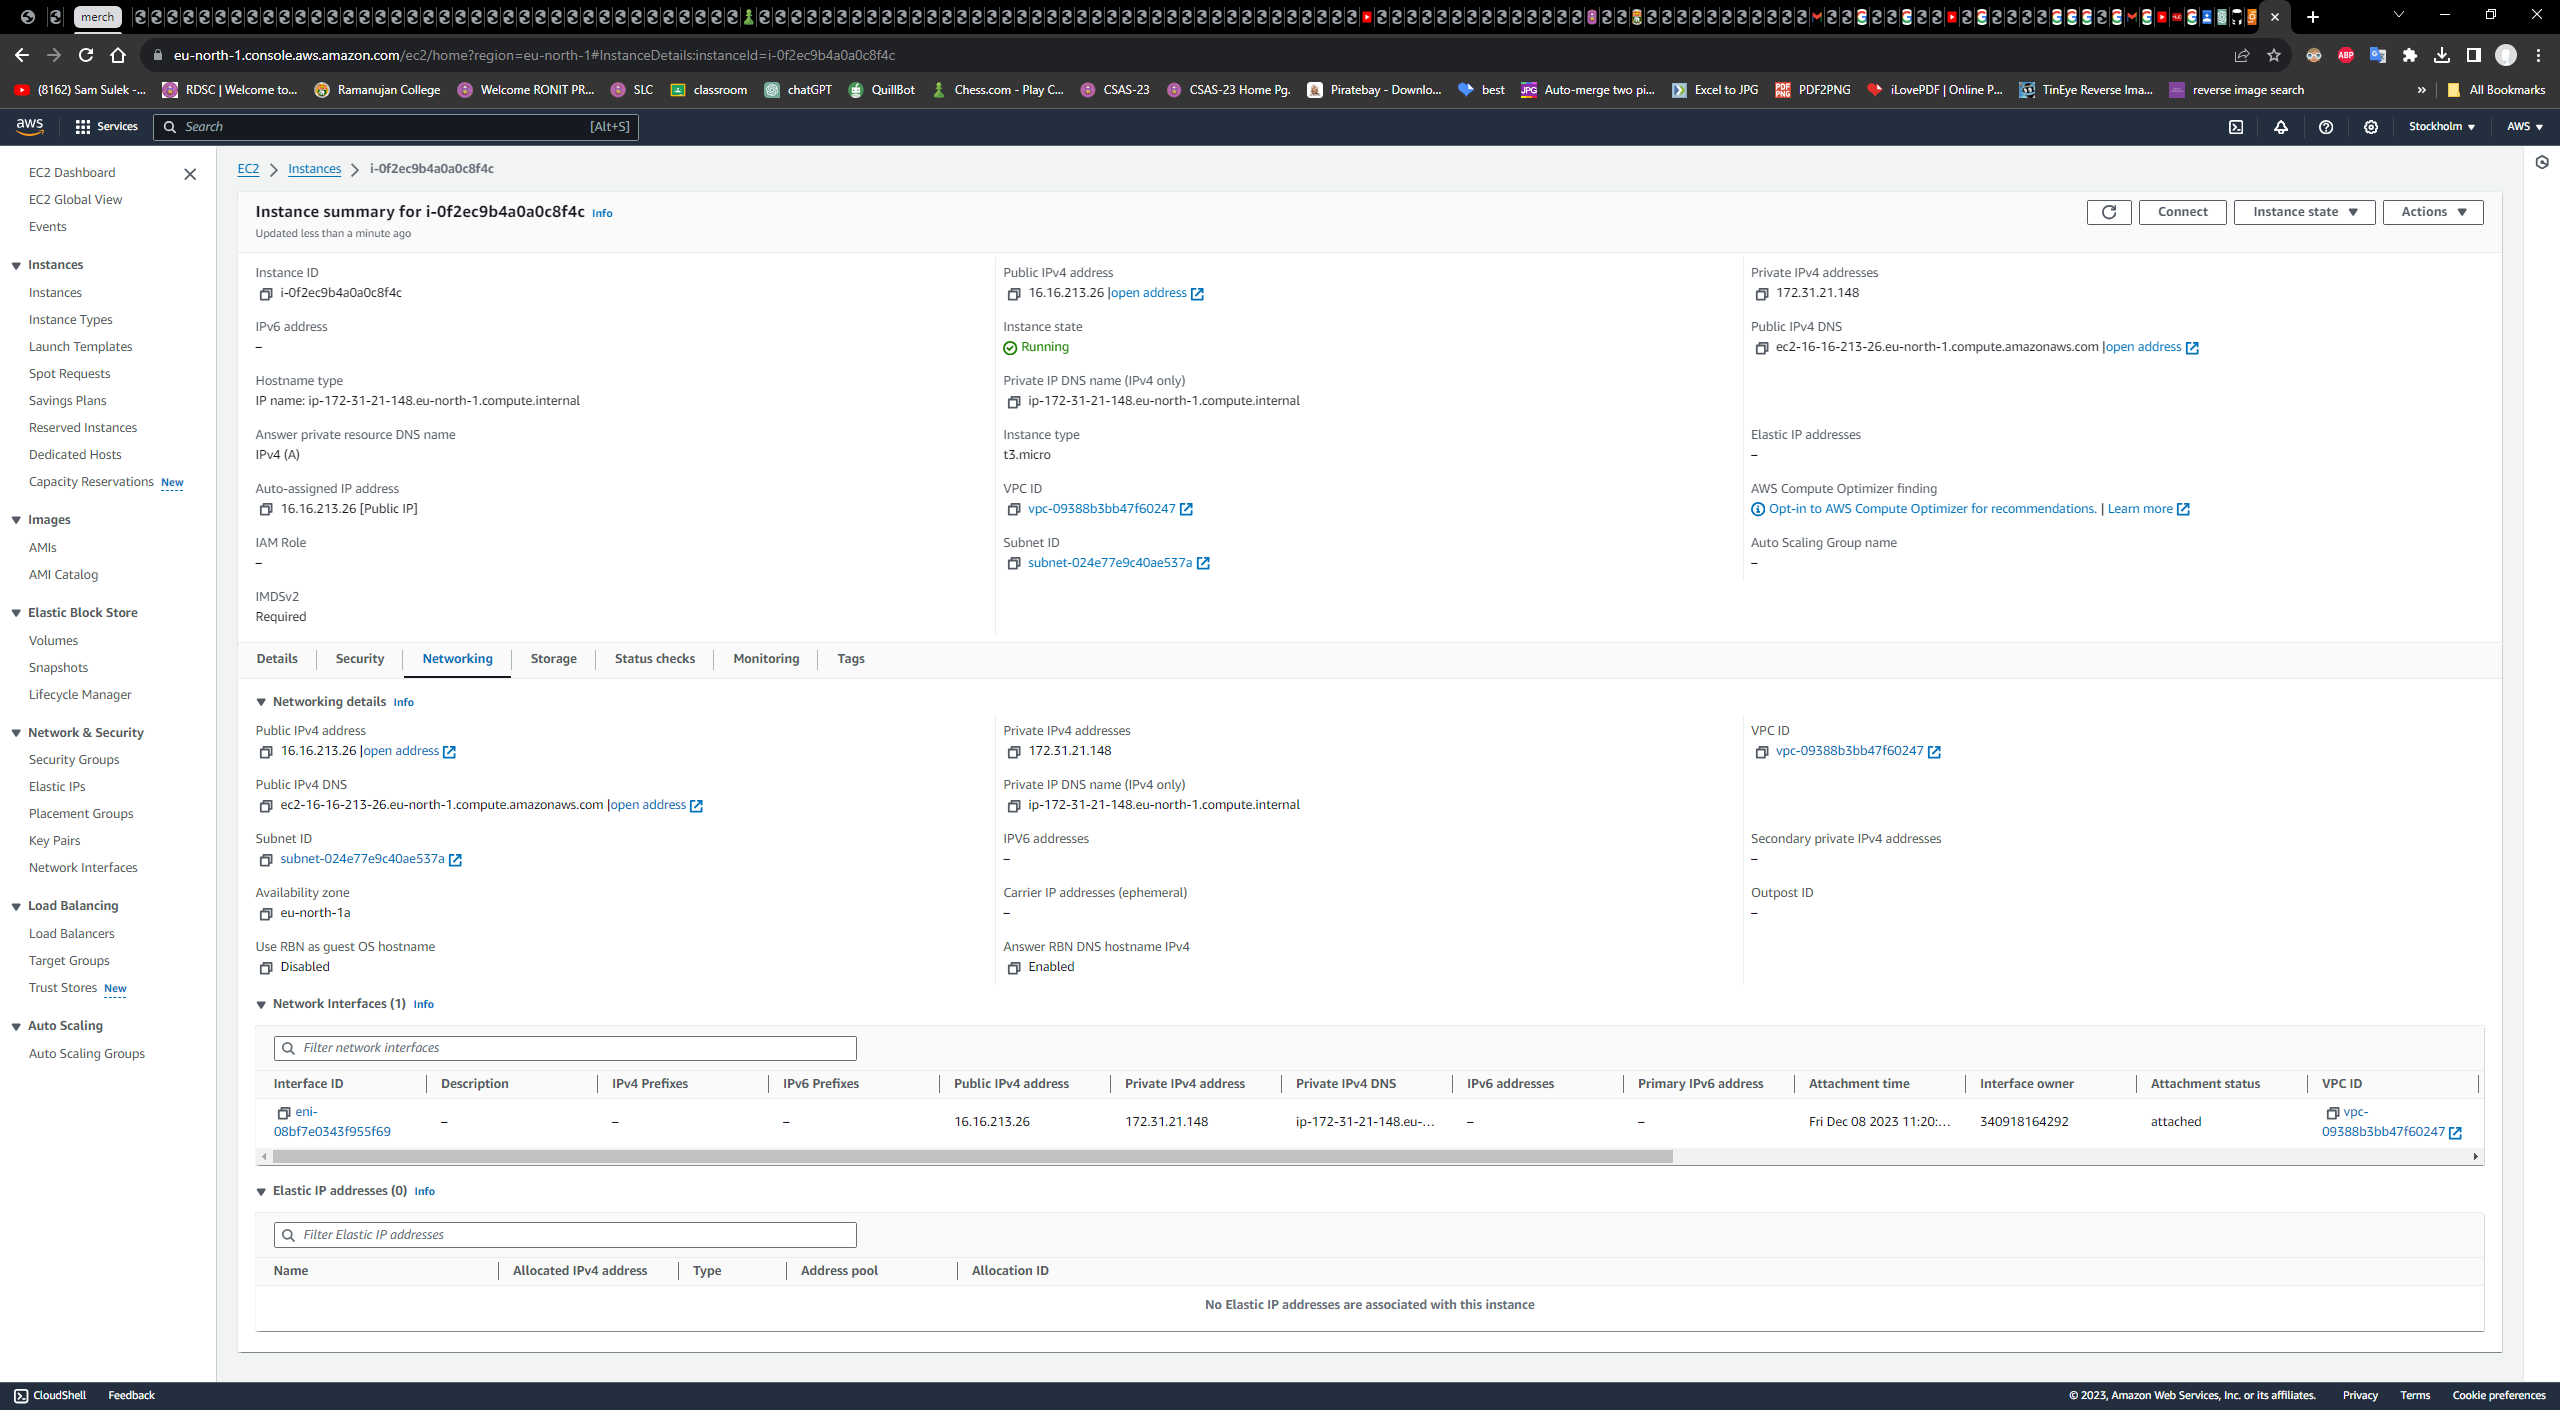 merch
eu-north-1.console.aws.amazon.com/ec2/home?region=eu-north-1#InstanceDetails:instanceId=i-0f2ec9b4a0a0c8f4c
(8162) Sam Sulek -... RDSC | Welcome to... Ramanujan College Welcome RONIT PR... SLC classroom chatGPT QuillBot Chess.com - Play C... CSAS-23 CSAS-23 Home Pg. Piratebay - Downlo... best Auto-merge two pi... Excel to JPG PDF2PNG iLovePDF | Online P... TinEye Reverse Ima... reverse image search » All Bookmarks
aws Services Search [Alt+S] Stockholm AWS
EC2 Dashboard
EC2 Global View
Events
Instances
Instances
Instance Types
Launch Templates
Spot Requests
Savings Plans
Reserved Instances
Dedicated Hosts
Capacity Reservations New
Images
AMIs
AMI Catalog
Elastic Block Store
Volumes
Snapshots
Lifecycle Manager
Network & Security
Security Groups
Elastic IPs
Placement Groups
Key Pairs
Network Interfaces
Load Balancing
Load Balancers
Target Groups
Trust Stores New
Auto Scaling
Auto Scaling Groups
EC2 > Instances > i-0f2ec9b4a0a0c8f4c
Instance summary for i-0f2ec9b4a0a0c8f4c Info
Updated less than a minute ago
Connect Instance state Actions
Instance ID
i-0f2ec9b4a0a0c8f4c
Public IPv4 address
16.16.213.26 |open address
Private IPv4 addresses
172.31.21.148
IPv6 address
–
Instance state
Running
Public IPv4 DNS
ec2-16-16-213-26.eu-north-1.compute.amazonaws.com |open address
Hostname type
IP name: ip-172-31-21-148.eu-north-1.compute.internal
Private IP DNS name (IPv4 only)
ip-172-31-21-148.eu-north-1.compute.internal
Answer private resource DNS name
IPv4 (A)
Instance type
t3.micro
Elastic IP addresses
–
Auto-assigned IP address
16.16.213.26 [Public IP]
VPC ID
vpc-09388b3bb47f60247
AWS Compute Optimizer finding
Opt-in to AWS Compute Optimizer for recommendations. | Learn more
IAM Role
–
Subnet ID
subnet-024e77e9c40ae537a
Auto Scaling Group name
–
IMDSv2
Required
Details Security Networking Storage Status checks Monitoring Tags
Networking details Info
Public IPv4 address
16.16.213.26 |open address
Private IPv4 addresses
172.31.21.148
VPC ID
vpc-09388b3bb47f60247
Public IPv4 DNS
ec2-16-16-213-26.eu-north-1.compute.amazonaws.com |open address
Private IP DNS name (IPv4 only)
ip-172-31-21-148.eu-north-1.compute.internal
Subnet ID
subnet-024e77e9c40ae537a
IPV6 addresses
–
Secondary private IPv4 addresses
–
Availability zone
eu-north-1a
Carrier IP addresses (ephemeral)
–
Outpost ID
–
Use RBN as guest OS hostname
Disabled
Answer RBN DNS hostname IPv4
Enabled
Network Interfaces (1) Info
Filter network interfaces
Interface ID Description IPv4 Prefixes IPv6 Prefixes Public IPv4 address Private IPv4 address Private IPv4 DNS IPv6 addresses Primary IPv6 address Attachment time Interface owner Attachment status VPC ID
eni-08bf7e0343f955f69 – – – 16.16.213.26 172.31.21.148 ip-172-31-21-148.eu-... – – Fri Dec 08 2023 11:20:... 340918164292 attached vpc-09388b3bb47f60247
Elastic IP addresses (0) Info
Filter Elastic IP addresses
Name Allocated IPv4 address Type Address pool Allocation ID
No Elastic IP addresses are associated with this instance
CloudShell Feedback © 2023, Amazon Web Services, Inc. or its affiliates. Privacy Terms Cookie preferences